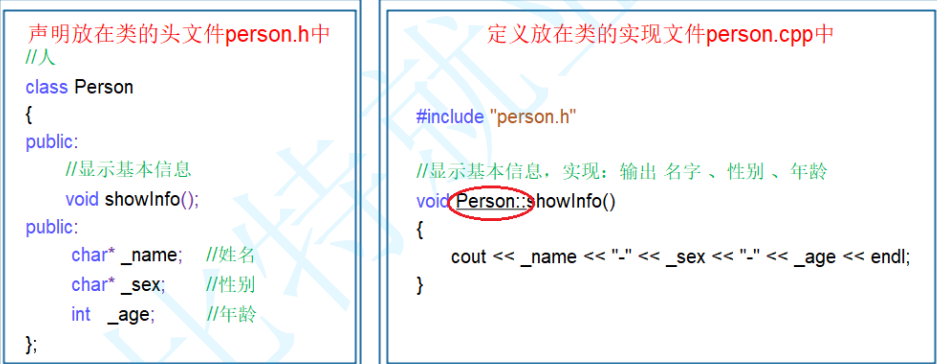 声明放在类的头文件person.h中
//人
class Person
{
public:
//显示基本信息
void showInfo();
public:
char* _name; //姓名
char* _sex; //性别
int _age; //年龄
};
定义放在类的实现文件person.cpp中
#include "person.h"
//显示基本信息，实现：输出 名字 、性别 、年龄
void Person::showInfo()
{
cout << _name << "-" << _sex << "-" << _age << endl;
}
比特就业